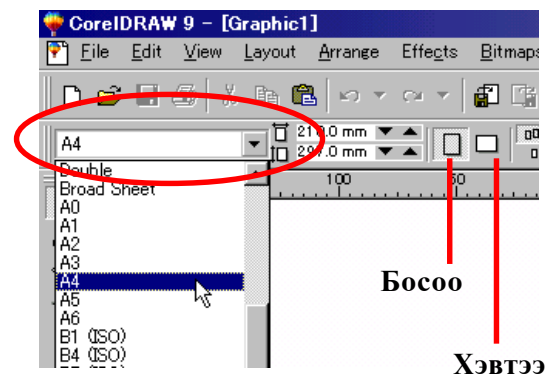 CorelDRAW 9 - [Graphic1]
File Edit View Layout Arrange Effects Bitmaps
A4 210.0 mm
297.0 mm
Double
Broad Sheet
100 50
A0
A1
A2
A3
A4
A5
A6
B1 (ISO)
B4 (ISO)
Босоо
Хэвтээ